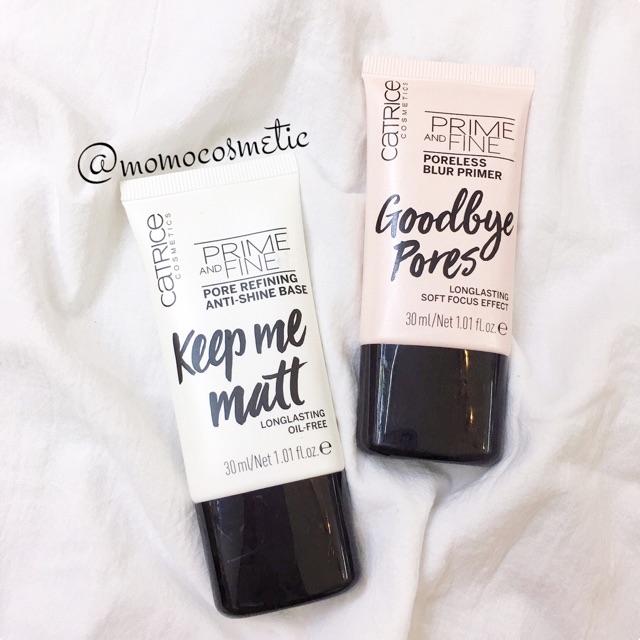 @momocosmetic
CATRICE
COSMETICS
PRIME
AND FINE
PORE REFINING
ANTI-SHINE BASE
Keep me
matt
LONGLASTING
OIL-FREE
30 ml/Net 1.01 fl.oz. e
CATRICE
COSMETICS
PRIME
AND FINE
PORELESS
BLUR PRIMER
Goodbye
Pores
LONGLASTING
SOFT FOCUS EFFECT
30 ml/Net 1.01 fl.oz. e